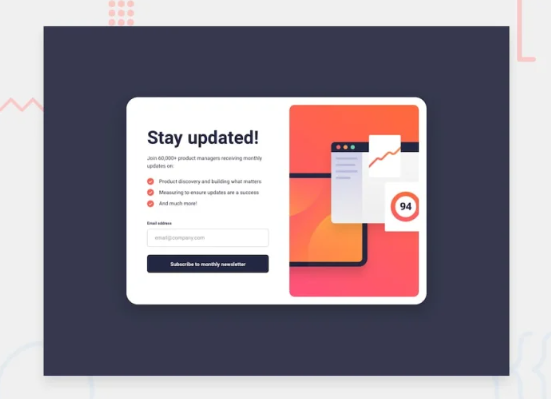 Stay updated!
Join 60,000+ product managers receiving monthly
updates on:
Product discovery and building what matters
Measuring to ensure updates are a success
And much more!
Email address
email@company.com
Subscribe to monthly newsletter
94